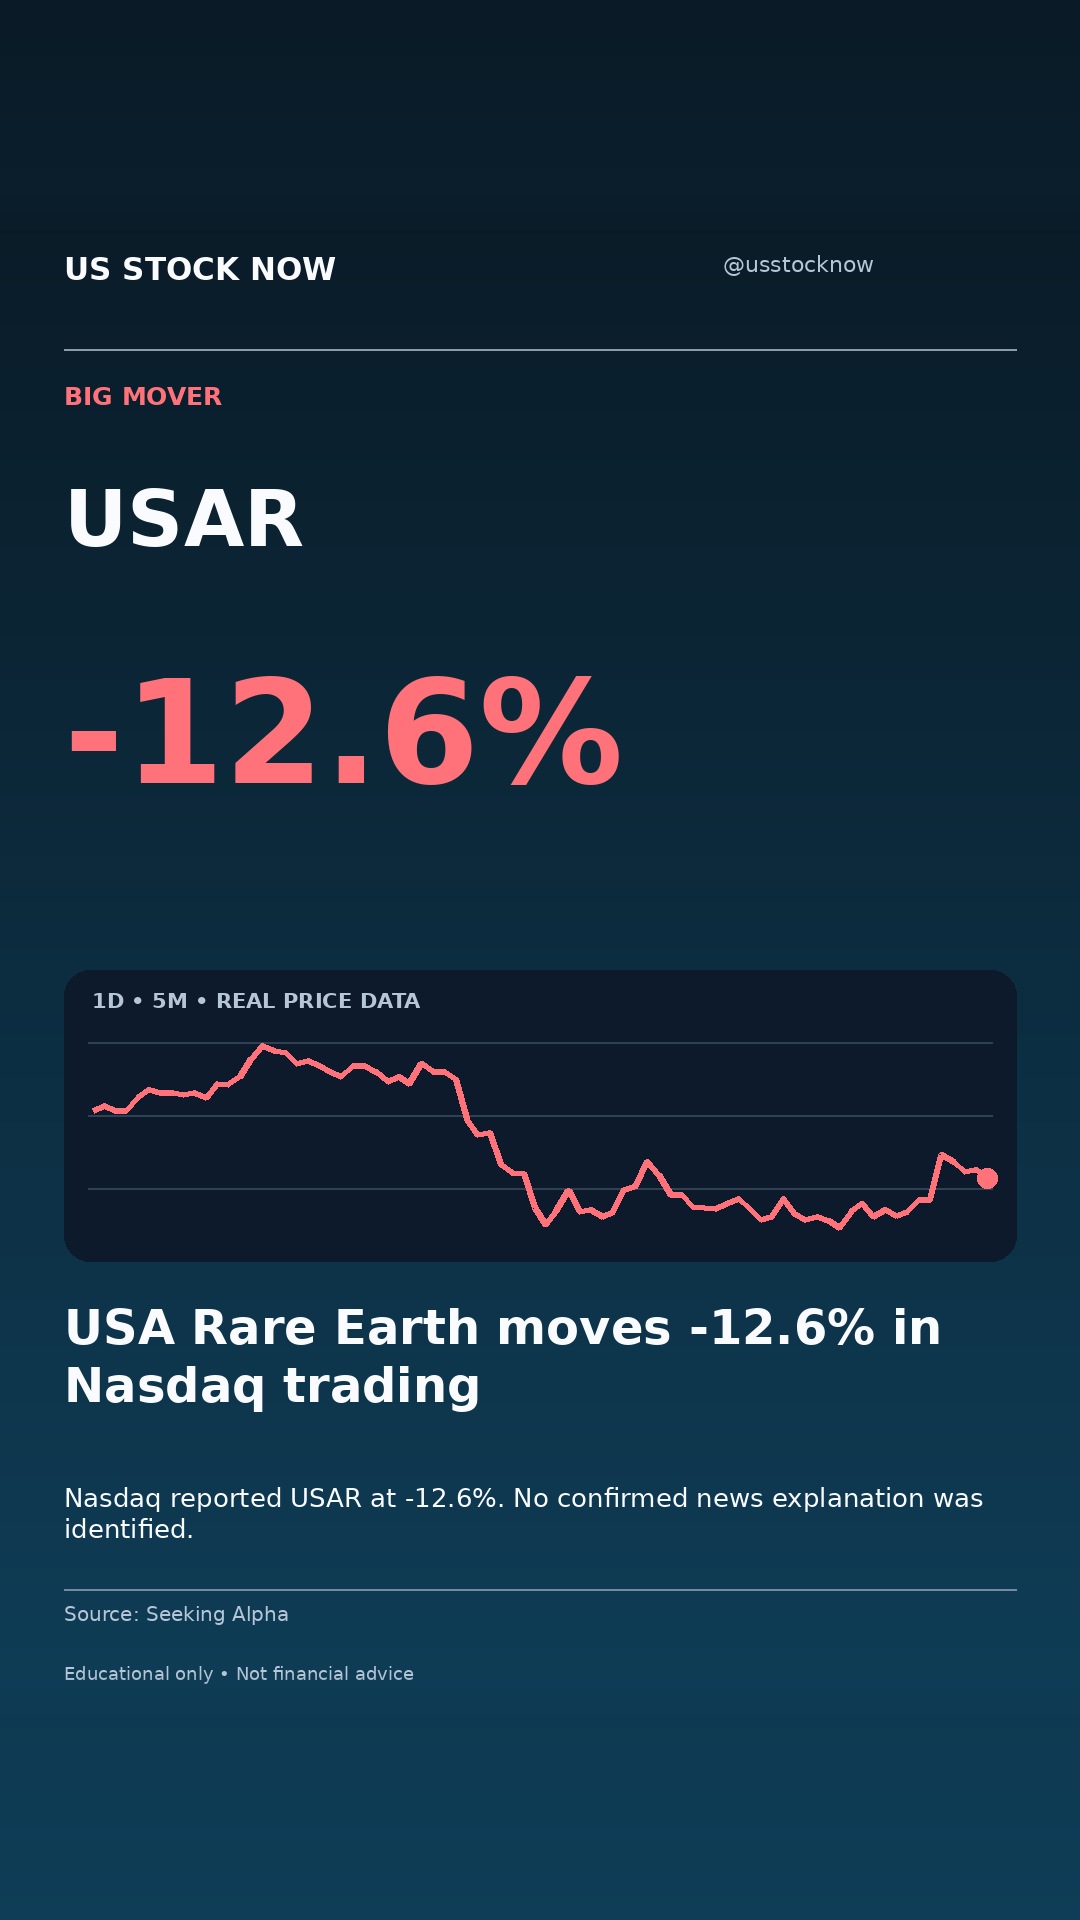 US STOCK NOW
@usstocknow
BIG MOVER
USAR
-12.6%
1D • 5M • REAL PRICE DATA
USA Rare Earth moves -12.6% in
Nasdaq trading
Nasdaq reported USAR at -12.6%. No confirmed news explanation was
identified.
Source: Seeking Alpha
Educational only • Not financial advice